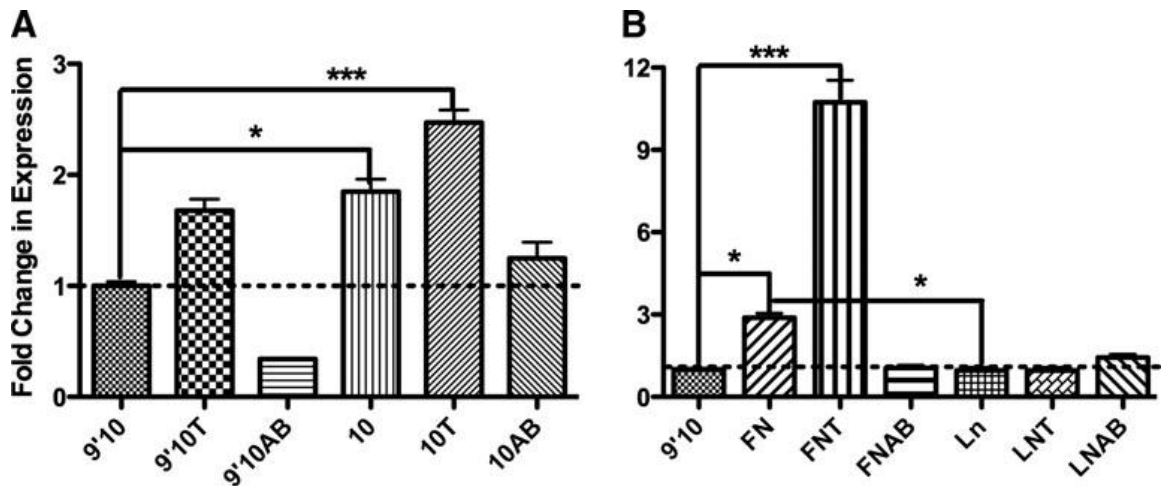 A
Fold Change in Expression
3
2
1
0
***
*
9'10
9'10T
9'10AB
10
10T
10AB
B
12
9
6
3
0
***
*
*
9'10
FN
FNT
FNAB
Ln
LNT
LNAB